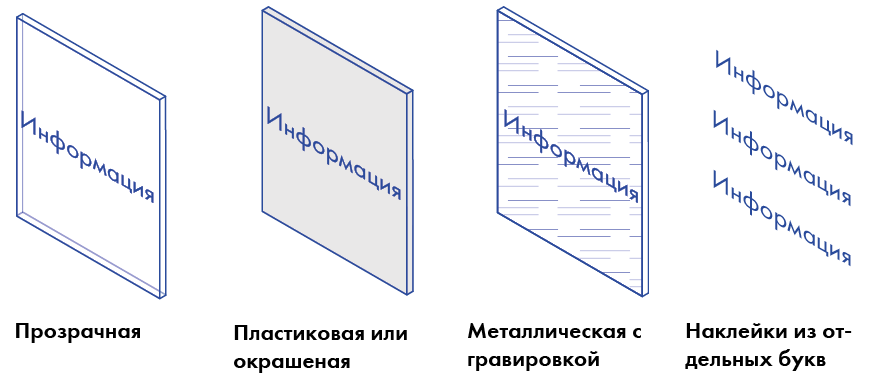 Информация
Прозрачная
Информация
Пластиковая или
окрашеная
Информация
Металлическая с
гравировкой
Информация
Информация
Информация
Наклейки из от-
дельных букв